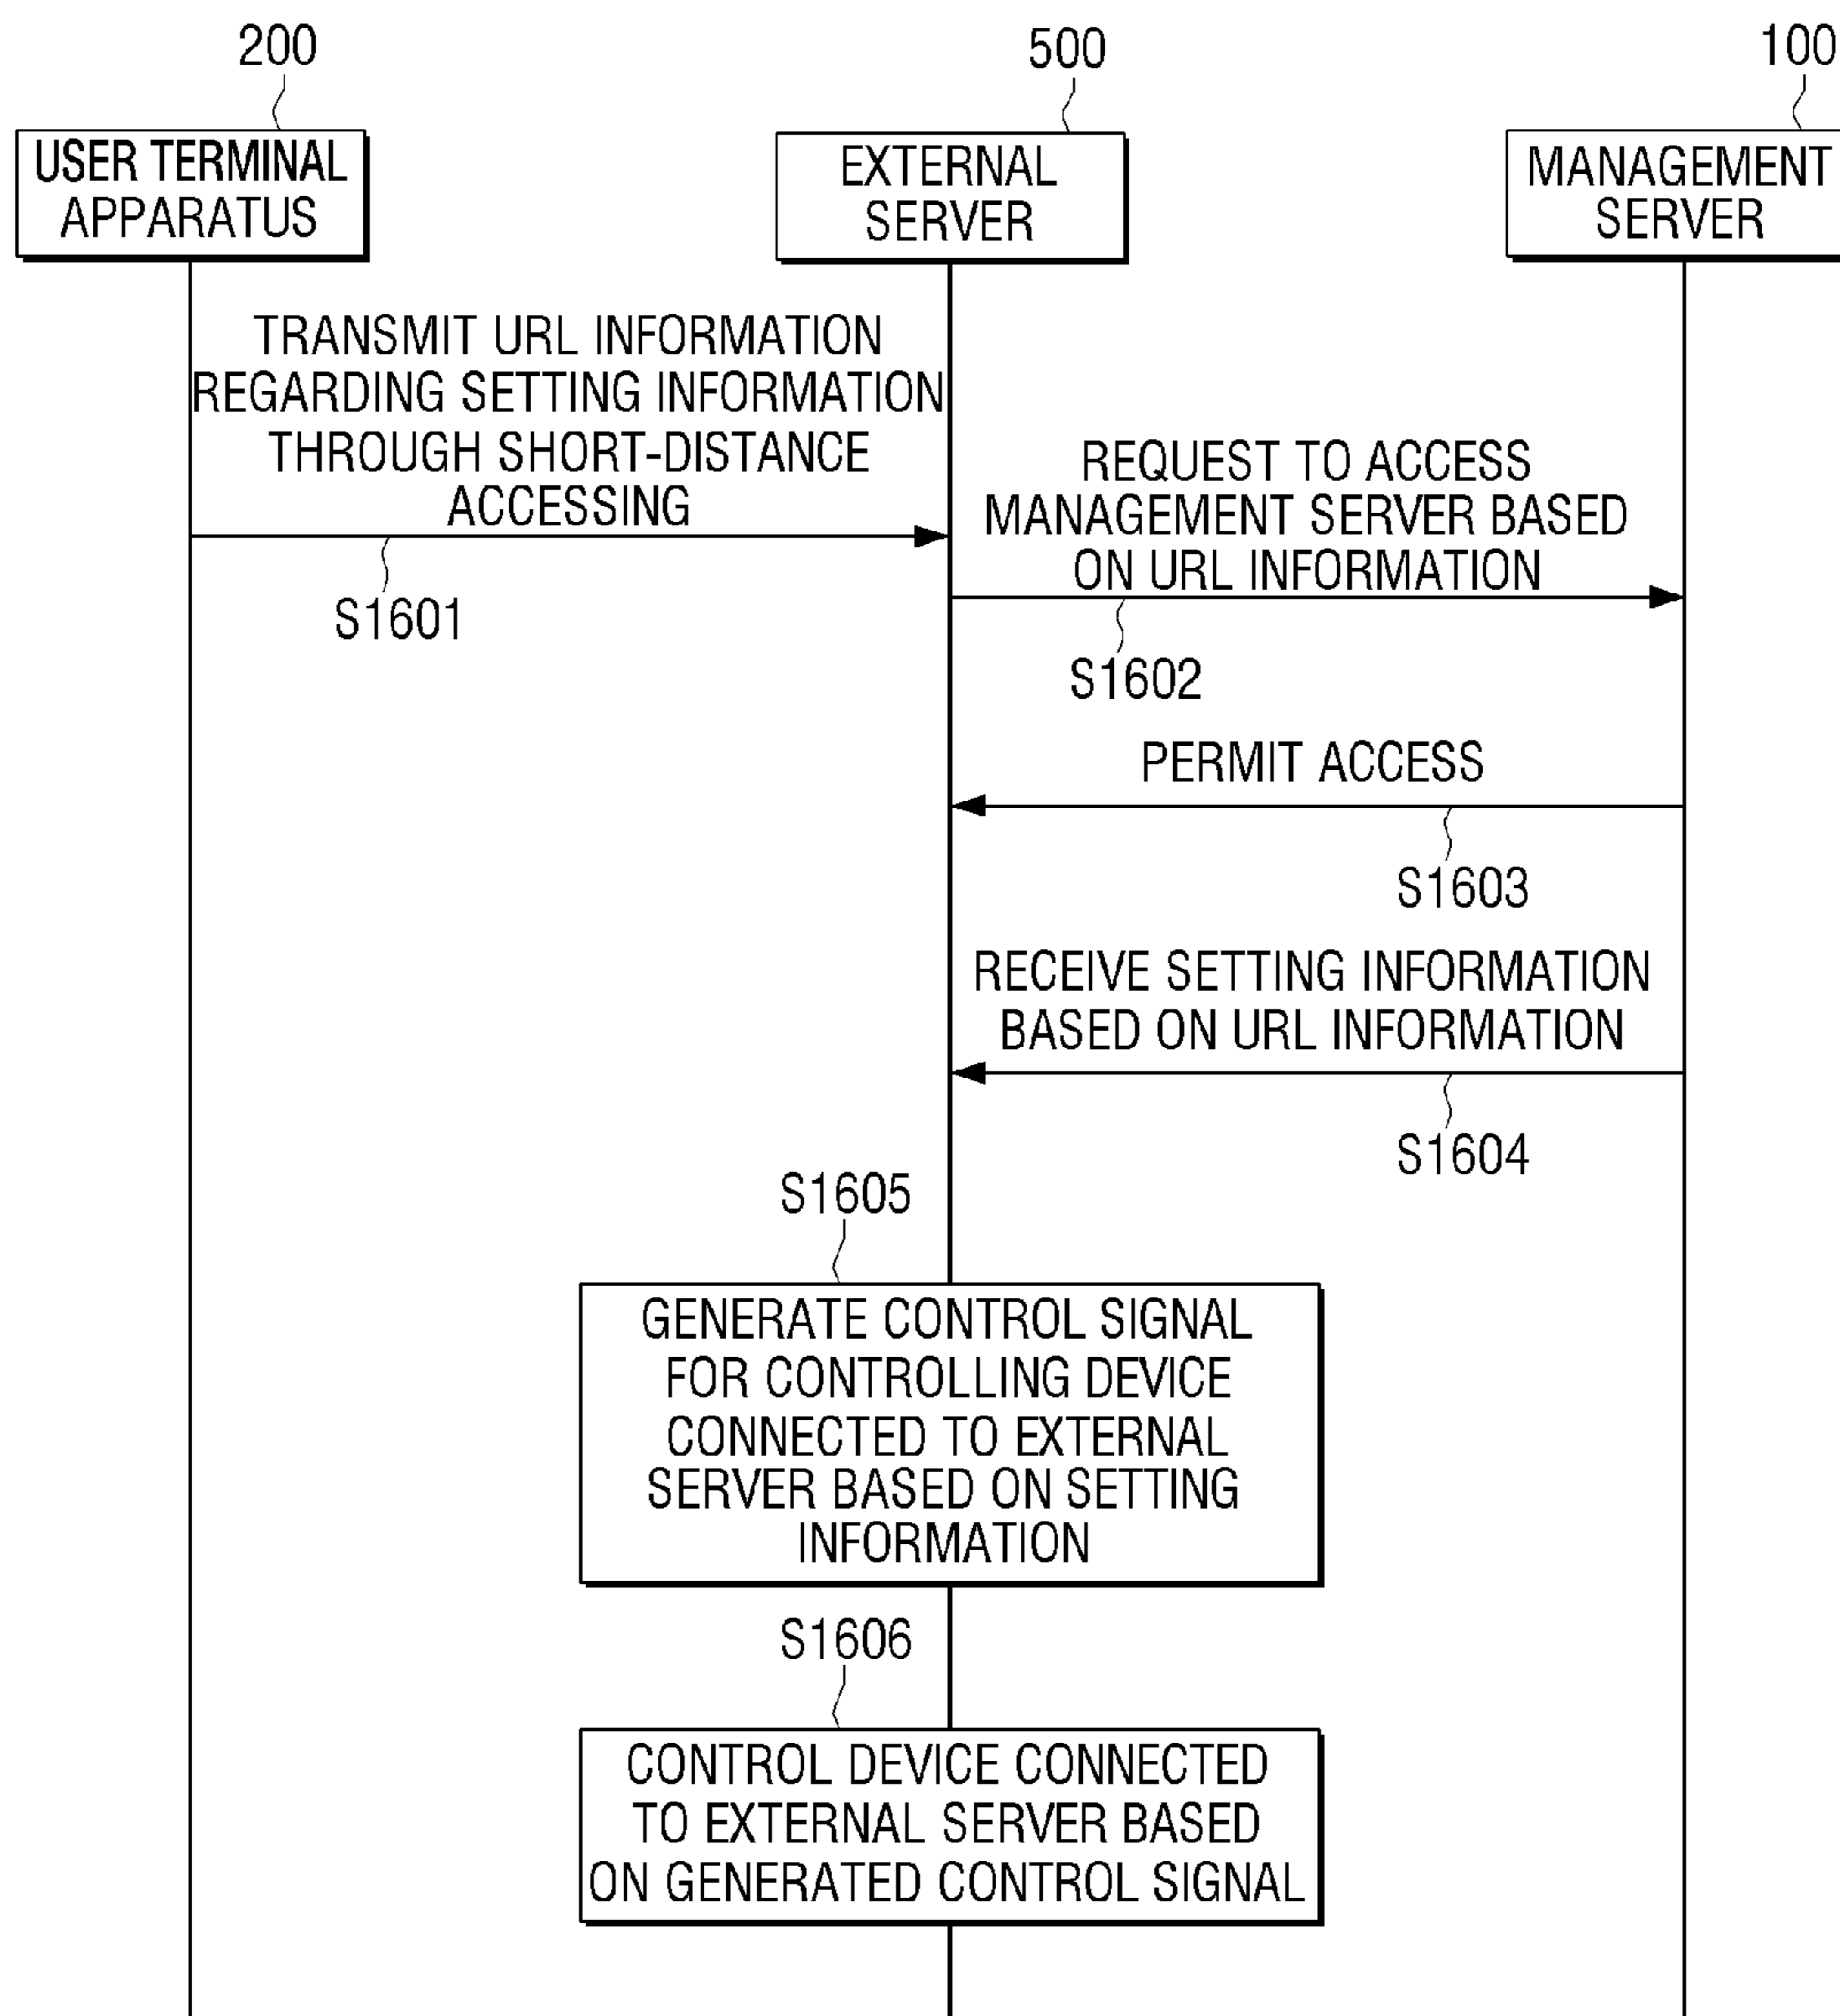 200
500
100
USER TERMINAL
APPARATUS
EXTERNAL
SERVER
MANAGEMENT
SERVER
TRANSMIT URL INFORMATION
REGARDING SETTING INFORMATION
THROUGH SHORT-DISTANCE
ACCESSING
S1601
REQUEST TO ACCESS
MANAGEMENT SERVER BASED
ON URL INFORMATION
S1602
PERMIT ACCESS
S1603
RECEIVE SETTING INFORMATION
BASED ON URL INFORMATION
S1604
S1605
GENERATE CONTROL SIGNAL
FOR CONTROLLING DEVICE
CONNECTED TO EXTERNAL
SERVER BASED ON SETTING
INFORMATION
S1606
CONTROL DEVICE CONNECTED
TO EXTERNAL SERVER BASED
ON GENERATED CONTROL SIGNAL